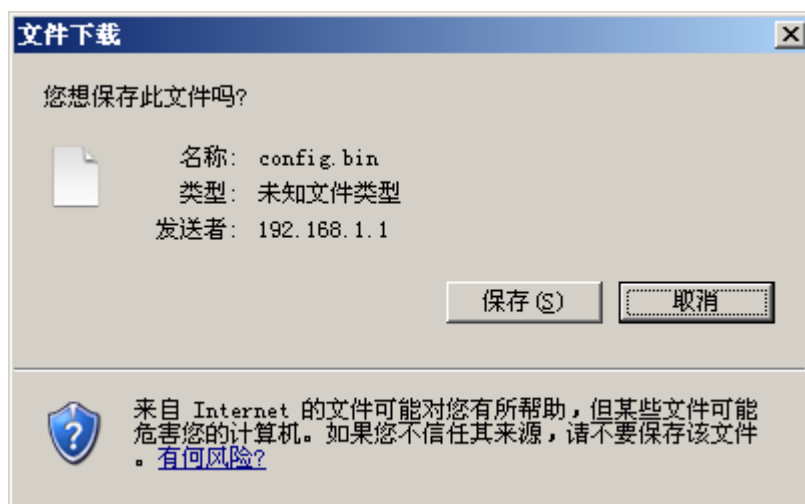 文件下载
您想保存此文件吗?
名称: config.bin
类型: 未知文件类型
发送者: 192.168.1.1
保存(S) 取消
来自 Internet 的文件可能对您有所帮助，但某些文件可能
危害您的计算机。如果您不信任其来源，请不要保存该文件
。有何风险?